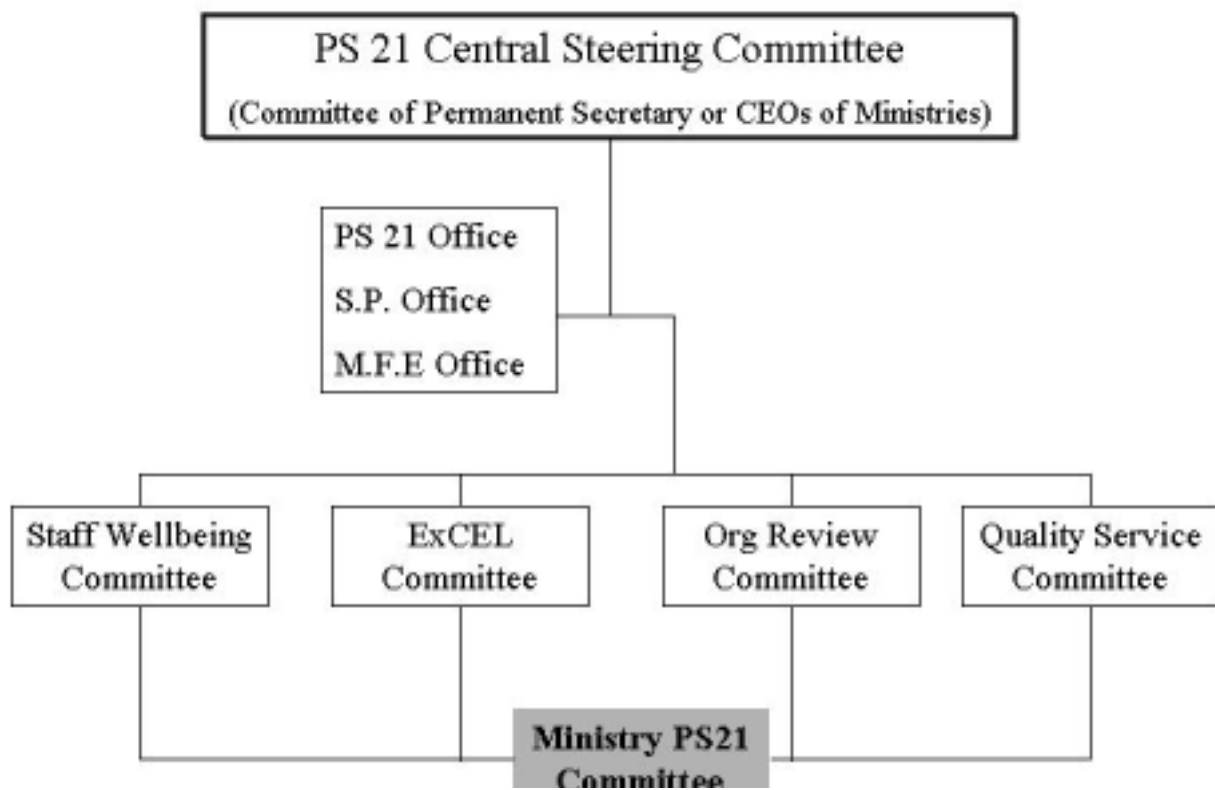 PS 21 Central Steering Committee
(Committee of Permanent Secretary or CEOs of Ministries)
PS 21 Office
S.P. Office
M.F.E Office
Staff Wellbeing
Committee
ExCEL
Committee
Org Review
Committee
Quality Service
Committee
Ministry PS21
Committee